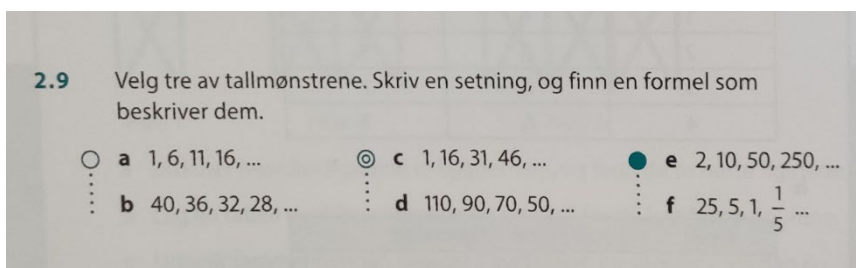 2.9 Velg tre av tallmønstrene. Skriv en setning, og finn en formel som
beskriver dem.
a 1, 6, 11, 16, ...
b 40, 36, 32, 28, ...
c 1, 16, 31, 46, ...
d 110, 90, 70, 50, ...
e 2, 10, 50, 250, ...
f 25, 5, 1, 1/5 ...